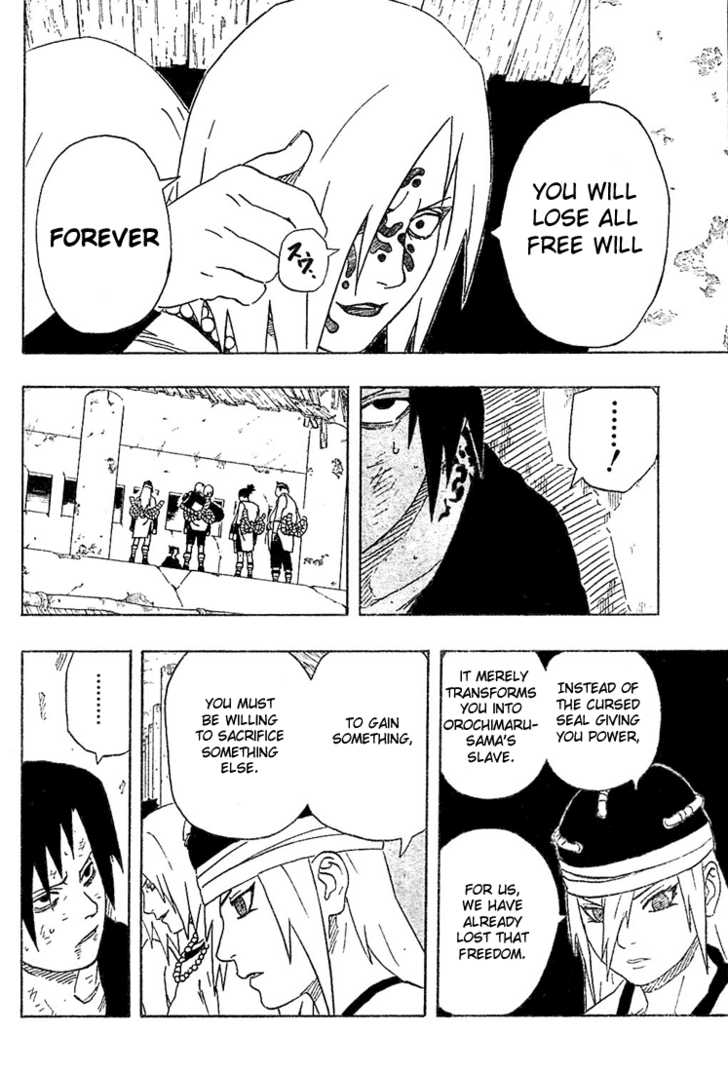 YOU WILL
LOSE ALL
FREE WILL
FOREVER
スウ
......!
INSTEAD OF
THE CURSED
SEAL GIVING
YOU POWER,
IT MERELY
TRANSFORMS
YOU INTO
OROCHIMARU-
SAMA'S
SLAVE.
FOR US,
WE HAVE
ALREADY
LOST THAT
FREEDOM.
TO GAIN
SOMETHING,
YOU MUST
BE WILLING
TO SACRIFICE
SOMETHING
ELSE.
........